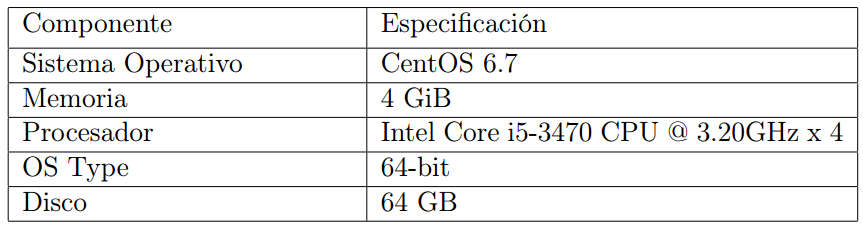 Componente Especificación
Sistema Operativo CentOS 6.7
Memoria 4 GiB
Procesador Intel Core i5-3470 CPU @ 3.20GHz x 4
OS Type 64-bit
Disco 64 GB